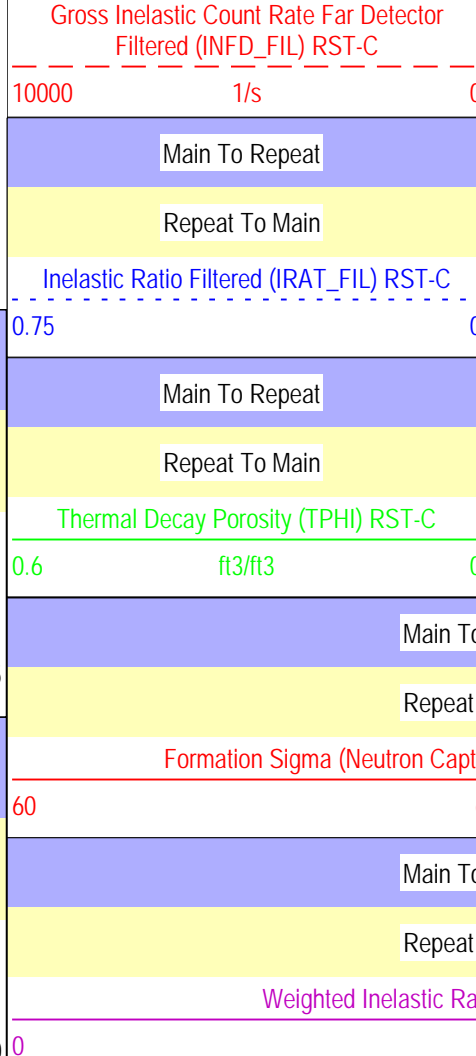 Gross Inelastic Count Rate Far Detector
Filtered (INFD_FIL) RST-C
10000 1/s
Main To Repeat
Repeat To Main
Inelastic Ratio Filtered (IRAT_FIL) RST-C
0.75
Main To Repeat
Repeat To Main
Thermal Decay Porosity (TPHI) RST-C
0.6 ft3/ft3
Main
Repeat
Formation Sigma (Neutron
60
Main
Repeat
Weighted Inelastic
0